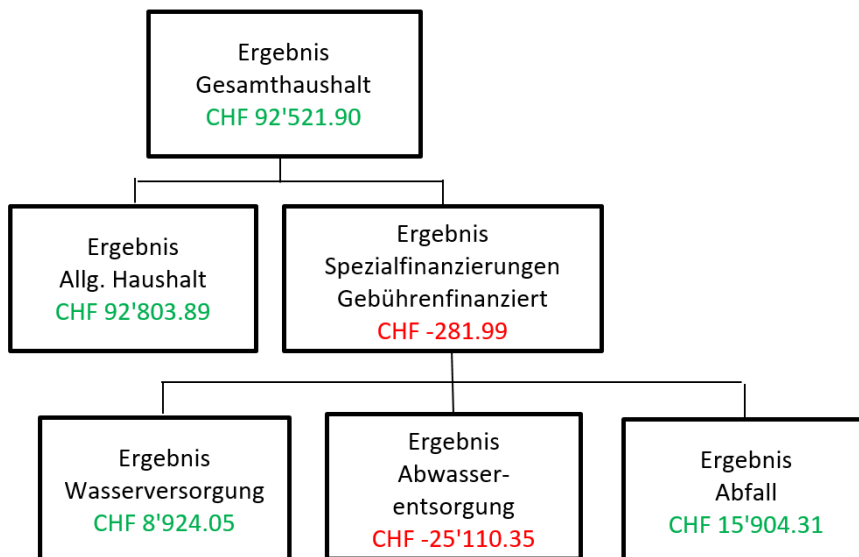 Ergebnis
Gesamthaushalt
CHF 92'521.90
Ergebnis
Allg. Haushalt
CHF 92'803.89
Ergebnis
Spezialfinanzierungen
Gebührenfinanziert
CHF -281.99
Ergebnis
Wasserversorgung
CHF 8'924.05
Ergebnis
Abwasser-
entsorgung
CHF -25'110.35
Ergebnis
Abfall
CHF 15'904.31